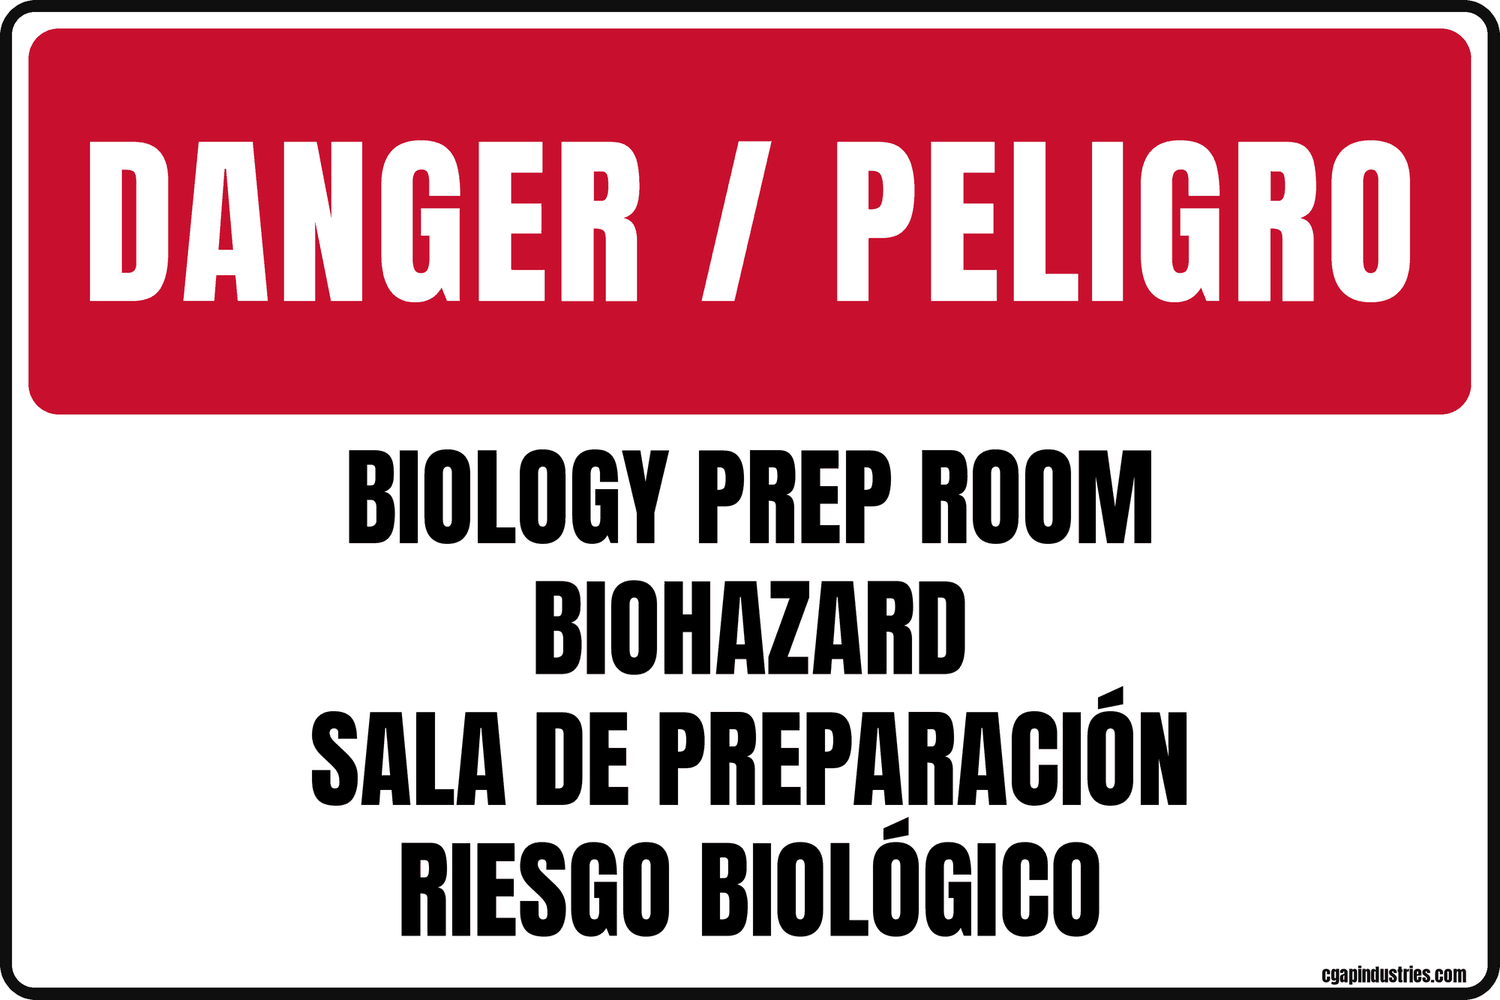 DANGER / PELIGRO
BIOLOGY PREP ROOM
BIOHAZARD
SALA DE PREPARACIÓN
RIESGO BIOLÓGICO
cgapindustries.com